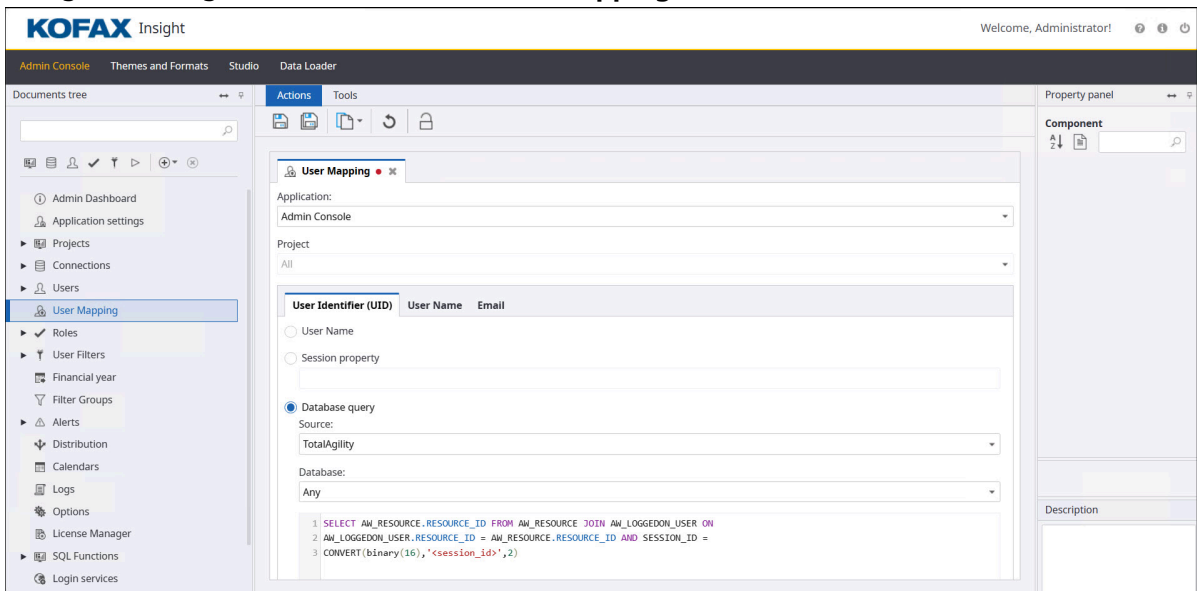 KOFAX Insight
Welcome, Administrator!
Admin Console Themes and Formats Studio Data Loader
Documents tree
Actions Tools
Property panel
Component
User Mapping
Admin Dashboard
Application settings
Projects
Connections
Users
User Mapping
Roles
User Filters
Financial year
Filter Groups
Alerts
Distribution
Calendars
Logs
Options
License Manager
SQL Functions
Login services
Application:
Admin Console
Project
All
User Identifier (UID) User Name Email
User Name
Session property
Database query
Source:
TotalAgility
Database:
Any
1 SELECT AW_RESOURCE.RESOURCE_ID FROM AW_RESOURCE JOIN AW_LOGGEDON_USER ON
2 AW_LOGGEDON_USER.RESOURCE_ID = AW_RESOURCE.RESOURCE_ID AND SESSION_ID =
3 CONVERT(binary(16),'<session_id>',2)
Description